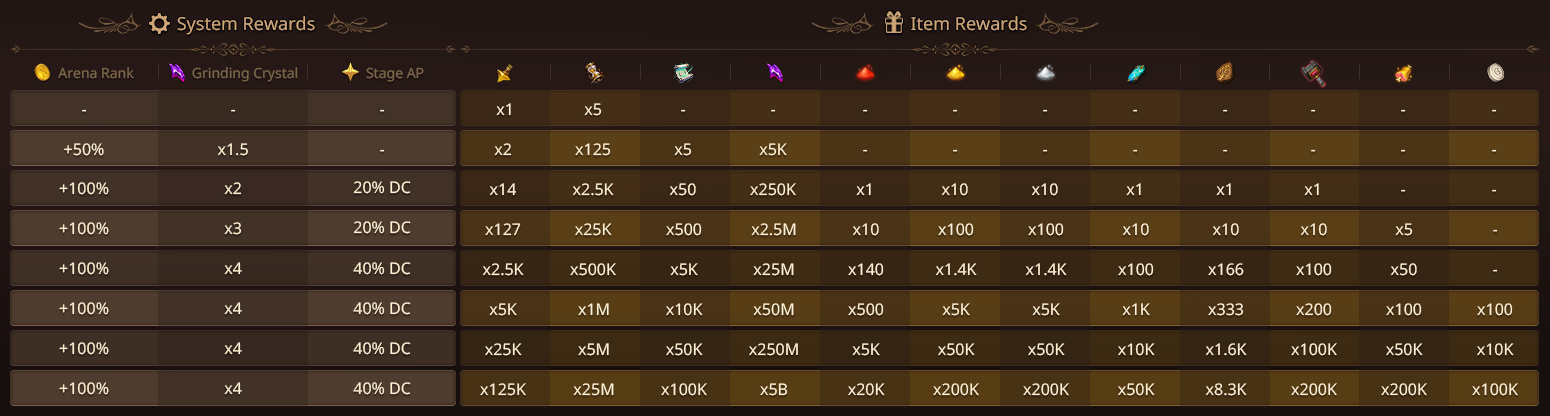 System Rewards Item Rewards
Arena Rank Grinding Crystal Stage AP
- - - x1 x5 - - - - - - - - - -
+50% x1.5 - x2 x125 x5 x5K - - - - - - - -
+100% x2 20% DC x14 x2.5K x50 x250K x1 x10 x10 x1 x1 x1 - -
+100% x3 20% DC x127 x25K x500 x2.5M x10 x100 x100 x10 x10 x10 x5 -
+100% x4 40% DC x2.5K x500K x5K x25M x140 x1.4K x1.4K x100 x166 x100 x50 -
+100% x4 40% DC x5K x1M x10K x50M x500 x5K x5K x1K x333 x200 x100 x100
+100% x4 40% DC x25K x5M x50K x250M x5K x50K x50K x10K x1.6K x100K x50K x10K
+100% x4 40% DC x125K x25M x100K x5B x20K x200K x200K x50K x8.3K x200K x200K x100K